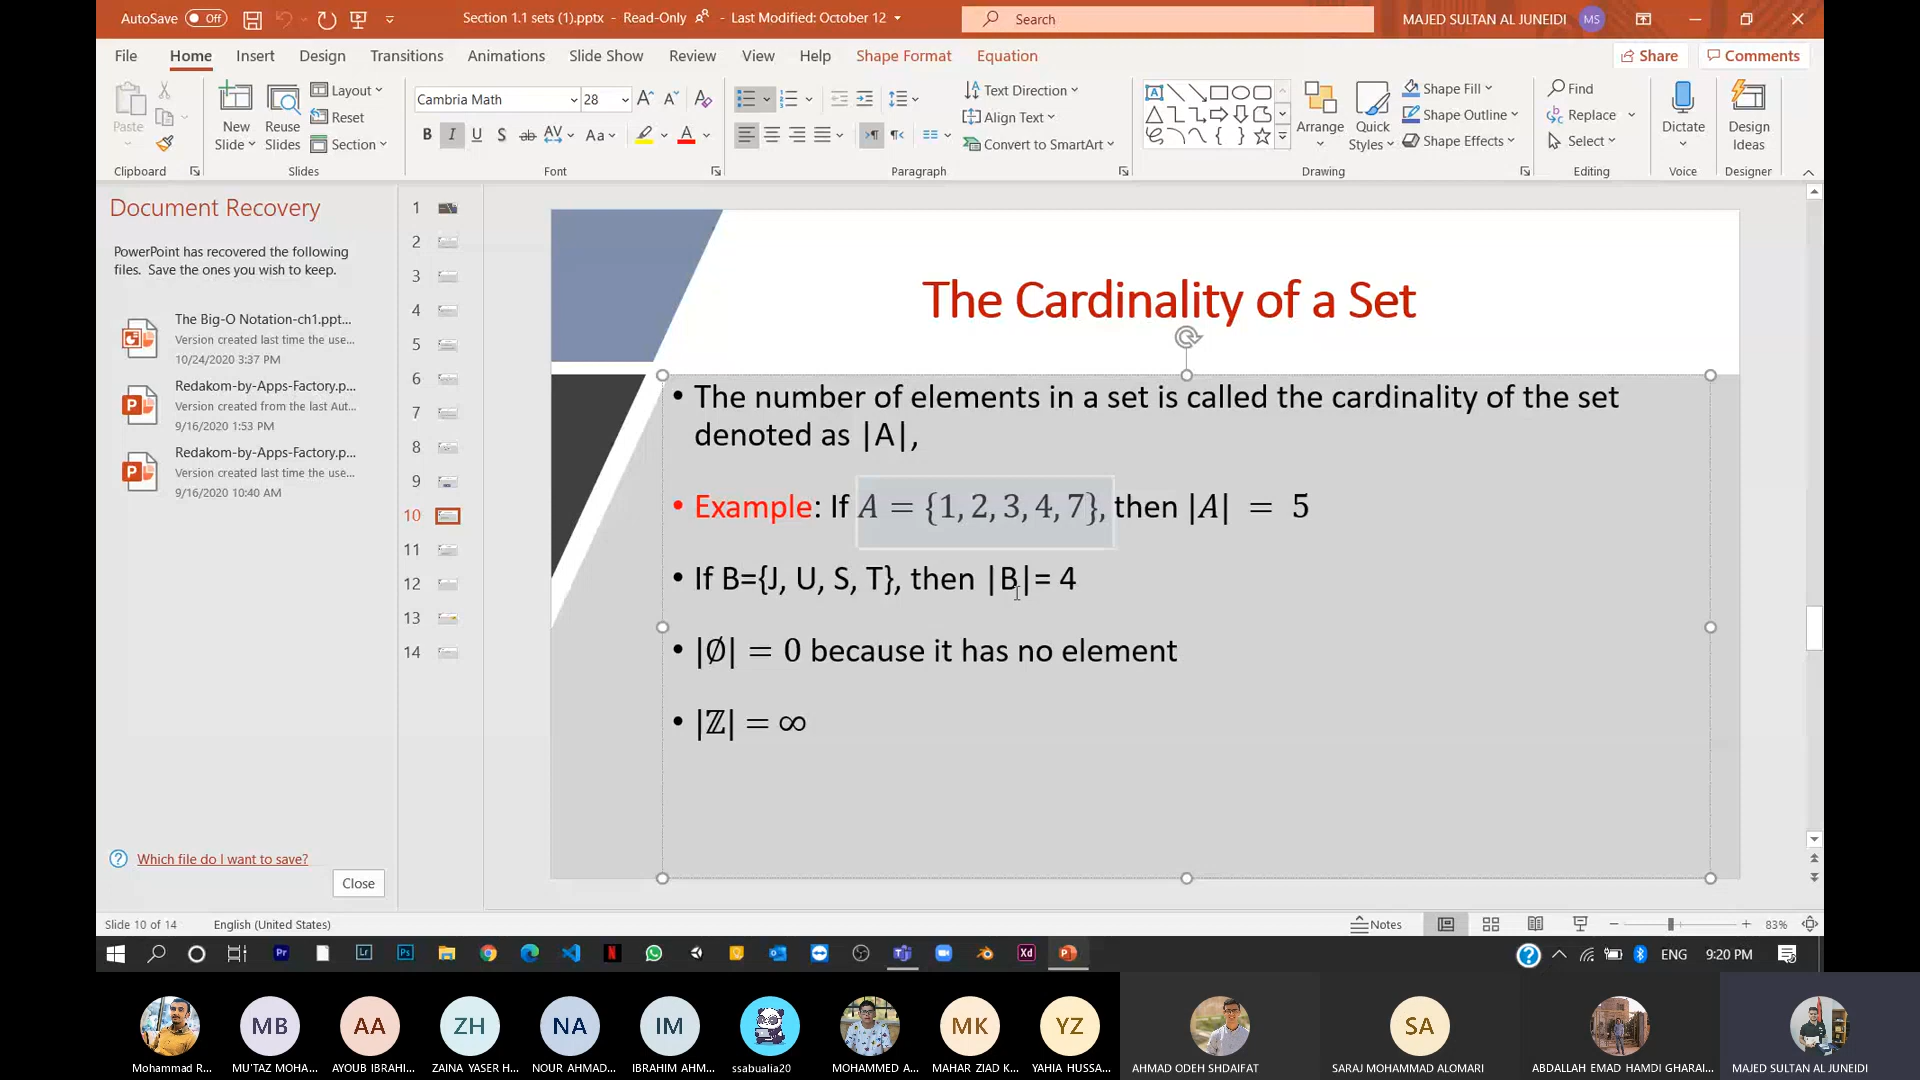 AutoSave Off Section 1.1 sets (1).pptx - Read-Only Last Modified: October 12 Search MAJED SULTAN AL JUNEIDI MS
File Home Insert Design Transitions Animations Slide Show Review View Help Shape Format Equation Share Comments
Paste
Clipboard
New Slide
Reuse Slides
Layout
Reset
Section
Slides
Cambria Math 28
B I U S ab AV Aa A
Font
Text Direction
Align Text
Convert to SmartArt
Paragraph
Arrange
Quick Styles
Shape Fill
Shape Outline
Shape Effects
Drawing
Find
Replace
Select
Editing
Dictate
Voice
Design Ideas
Designer
Document Recovery
PowerPoint has recovered the following
files. Save the ones you wish to keep.
The Big-O Notation-ch1.ppt...
Version created last time the use...
10/24/2020 3:37 PM
Redakom-by-Apps-Factory.p...
Version created from the last Aut...
9/16/2020 1:53 PM
Redakom-by-Apps-Factory.p...
Version created last time the use...
9/16/2020 10:40 AM
Which file do I want to save?
Close
1
2
3
4
5
6
7
8
9
10
11
12
13
14
The Cardinality of a Set
• The number of elements in a set is called the cardinality of the set
denoted as |A|,
• Example: If A = {1, 2, 3, 4, 7}, then |A| = 5
• If B={J, U, S, T}, then |B|= 4
• |∅| = 0 because it has no element
• |ℤ| = ∞
Slide 10 of 14 English (United States) Notes 83%
Pr Lr Ps N Xd ENG 9:20 PM
MB AA ZH NA IM MK YZ SA
Mohammad R... MU'TAZ MOHA... AYOUB IBRAHI... ZAINA YASER H... NOUR AHMAD... IBRAHIM AHM... ssabualia20 MOHAMMED A... MAHAR ZIAD K... YAHIA HUSSA... AHMAD ODEH SHDAIFAT SARAJ MOHAMMAD ALOMARI ABDALLAH EMAD HAMDI GHARAI... MAJED SULTAN AL JUNEIDI